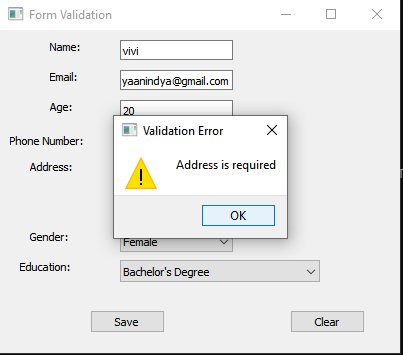 Form Validation
Name:
vivi
Email:
yaanindya@gmail.com
Age:
20
Validation Error
Phone Number:
Address is required
Address:
OK
Gender:
Female
Education:
Bachelor's Degree
Save
Clear